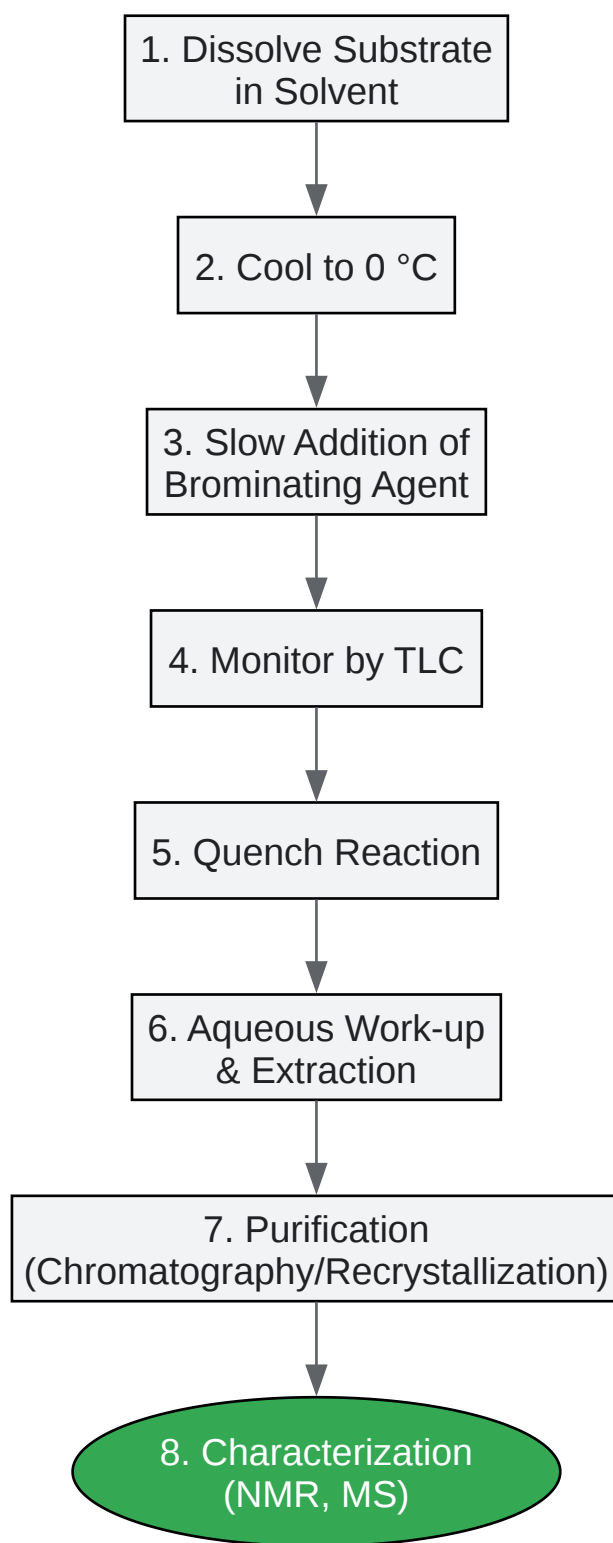 1. Dissolve Substrate
in Solvent
2. Cool to 0 °C
3. Slow Addition of
Brominating Agent
4. Monitor by TLC
5. Quench Reaction
6. Aqueous Work-up
& Extraction
7. Purification
(Chromatography/Recrystallization)
8. Characterization
(NMR, MS)